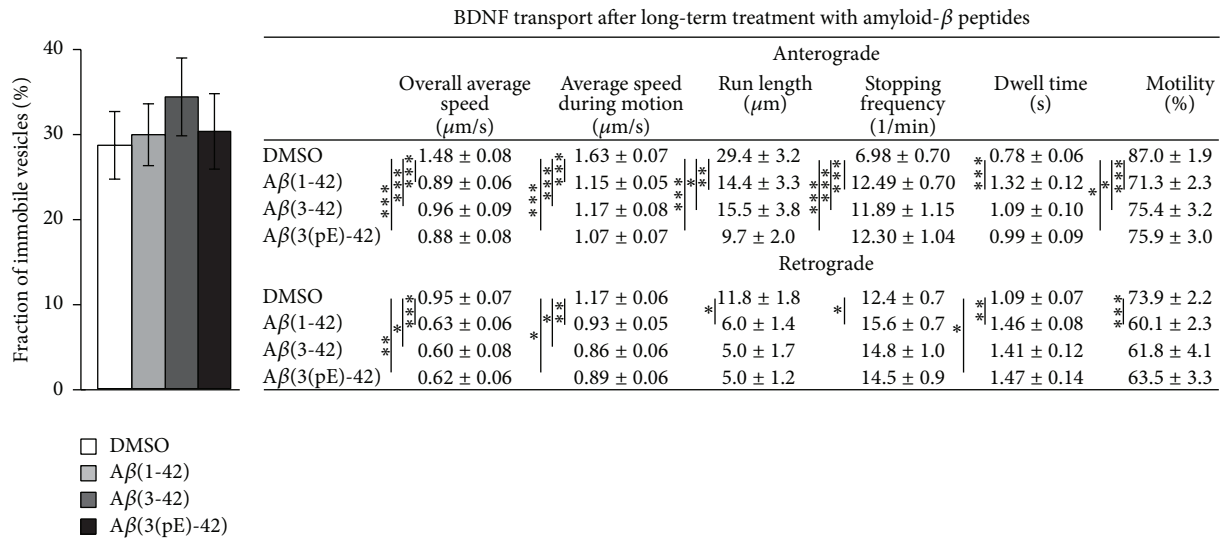 BDNF transport after long-term treatment with amyloid-β peptides
Anterograde
Overall average speed (μm/s) Average speed during motion (μm/s) Run length (μm) Stopping frequency (1/min) Dwell time (s) Motility (%)
DMSO 1.48 ± 0.08 1.63 ± 0.07 29.4 ± 3.2 6.98 ± 0.70 0.78 ± 0.06 87.0 ± 1.9
Aβ(1-42) *** *** ** *** *** *** 0.89 ± 0.06 1.15 ± 0.05 14.4 ± 3.3 12.49 ± 0.70 1.32 ± 0.12 71.3 ± 2.3
Aβ(3-42) *** *** * *** * 0.96 ± 0.09 1.17 ± 0.08 15.5 ± 3.8 11.89 ± 1.15 1.09 ± 0.10 75.4 ± 3.2
Aβ(3(pE)-42) *** *** *** *** * 0.88 ± 0.08 1.07 ± 0.07 9.7 ± 2.0 12.30 ± 1.04 0.99 ± 0.09 75.9 ± 3.0
Retrograde
DMSO 0.95 ± 0.07 1.17 ± 0.06 11.8 ± 1.8 12.4 ± 0.7 1.09 ± 0.07 73.9 ± 2.2
Aβ(1-42) *** ** * * ** *** 0.63 ± 0.06 0.93 ± 0.05 6.0 ± 1.4 15.6 ± 0.7 1.46 ± 0.08 60.1 ± 2.3
Aβ(3-42) * * 0.60 ± 0.08 0.86 ± 0.06 5.0 ± 1.7 14.8 ± 1.0 1.41 ± 0.12 61.8 ± 4.1
Aβ(3(pE)-42) ** * * 0.62 ± 0.06 0.89 ± 0.06 5.0 ± 1.2 14.5 ± 0.9 1.47 ± 0.14 63.5 ± 3.3
Fraction of immobile vesicles (%)
40
30
20
10
0
DMSO
Aβ(1-42)
Aβ(3-42)
Aβ(3(pE)-42)